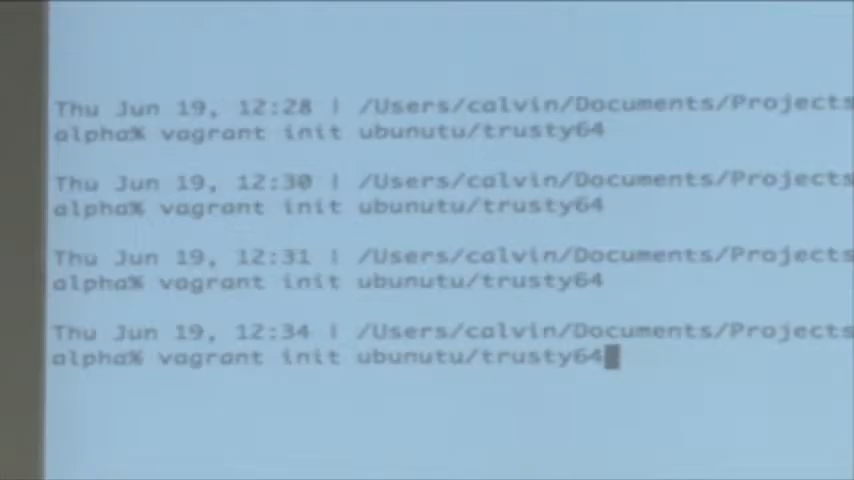 Thu Jun 19, 12:28 | /Users/calvin/Documents/Projects
alpha% vagrant init ubunutu/trusty64
Thu Jun 19, 12:30 | /Users/calvin/Documents/Projects
alpha% vagrant init ubunutu/trusty64
Thu Jun 19, 12:31 | /Users/calvin/Documents/Projects
alpha% vagrant init ubunutu/trusty64
Thu Jun 19, 12:34 | /Users/calvin/Documents/Projects
alpha% vagrant init ubunutu/trusty64